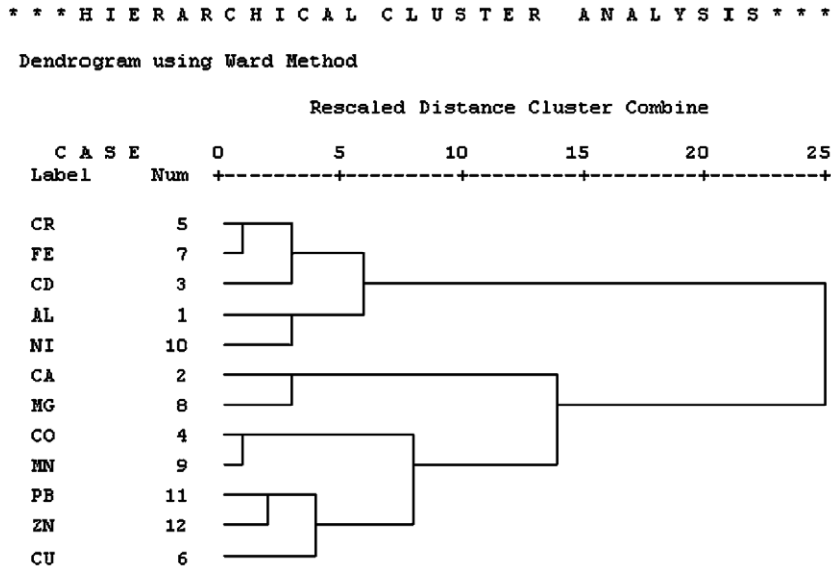 * * * H I E R A R C H I C A L   C L U S T E R   A N A L Y S I S * * *
Dendrogram using Ward Method
Rescaled Distance Cluster Combine
C A S E 0 5 10 15 20 25
Label Num +---------+---------+---------+---------+---------+
CR 5
FE 7
CD 3
AL 1
NI 10
CA 2
MG 8
CO 4
MN 9
PB 11
ZN 12
CU 6